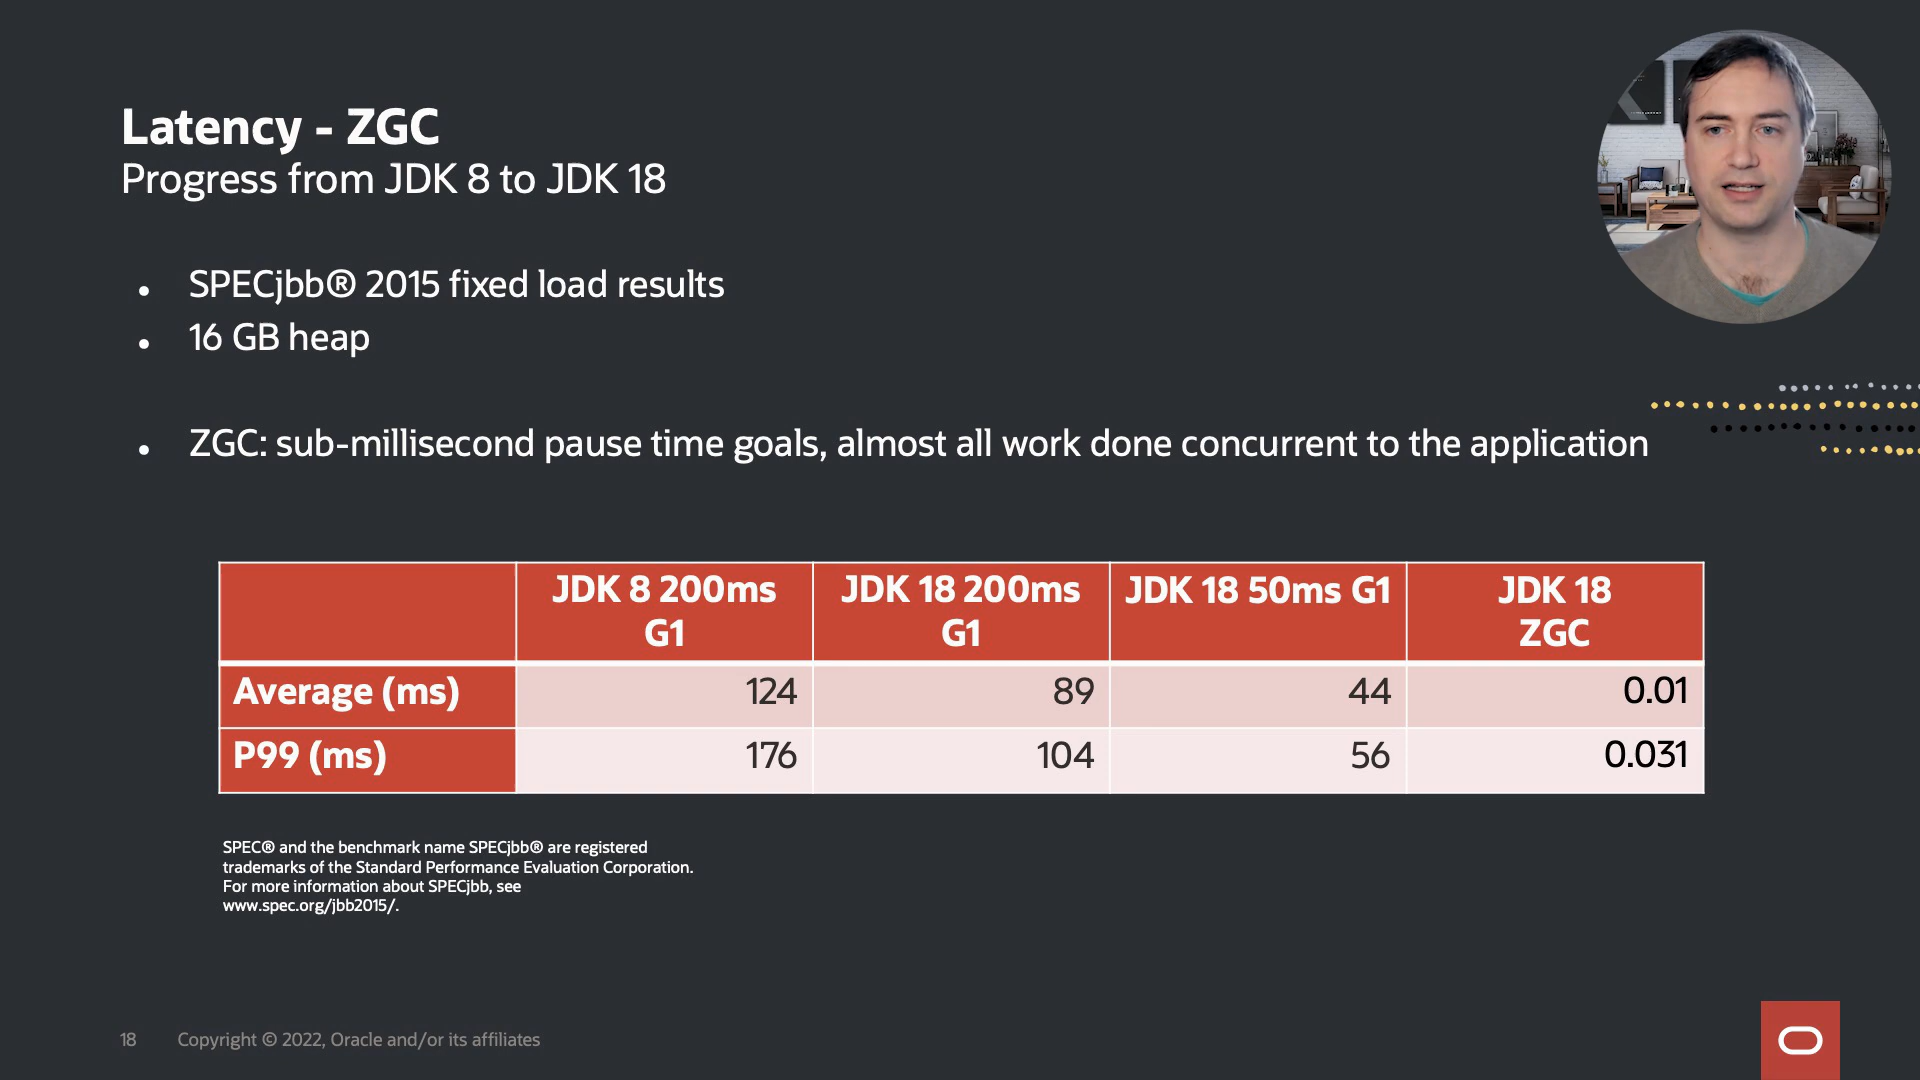 Latency - ZGC
Progress from JDK 8 to JDK 18
SPECjbb® 2015 fixed load results
16 GB heap
ZGC: sub-millisecond pause time goals, almost all work done concurrent to the application
JDK 8 200ms G1
JDK 18 200ms G1
JDK 18 50ms G1
JDK 18 ZGC
Average (ms) 124 89 44 0.01
P99 (ms) 176 104 56 0.031
SPEC® and the benchmark name SPECjbb® are registered
trademarks of the Standard Performance Evaluation Corporation.
For more information about SPECjbb, see
www.spec.org/jbb2015/.
18 Copyright © 2022, Oracle and/or its affiliates